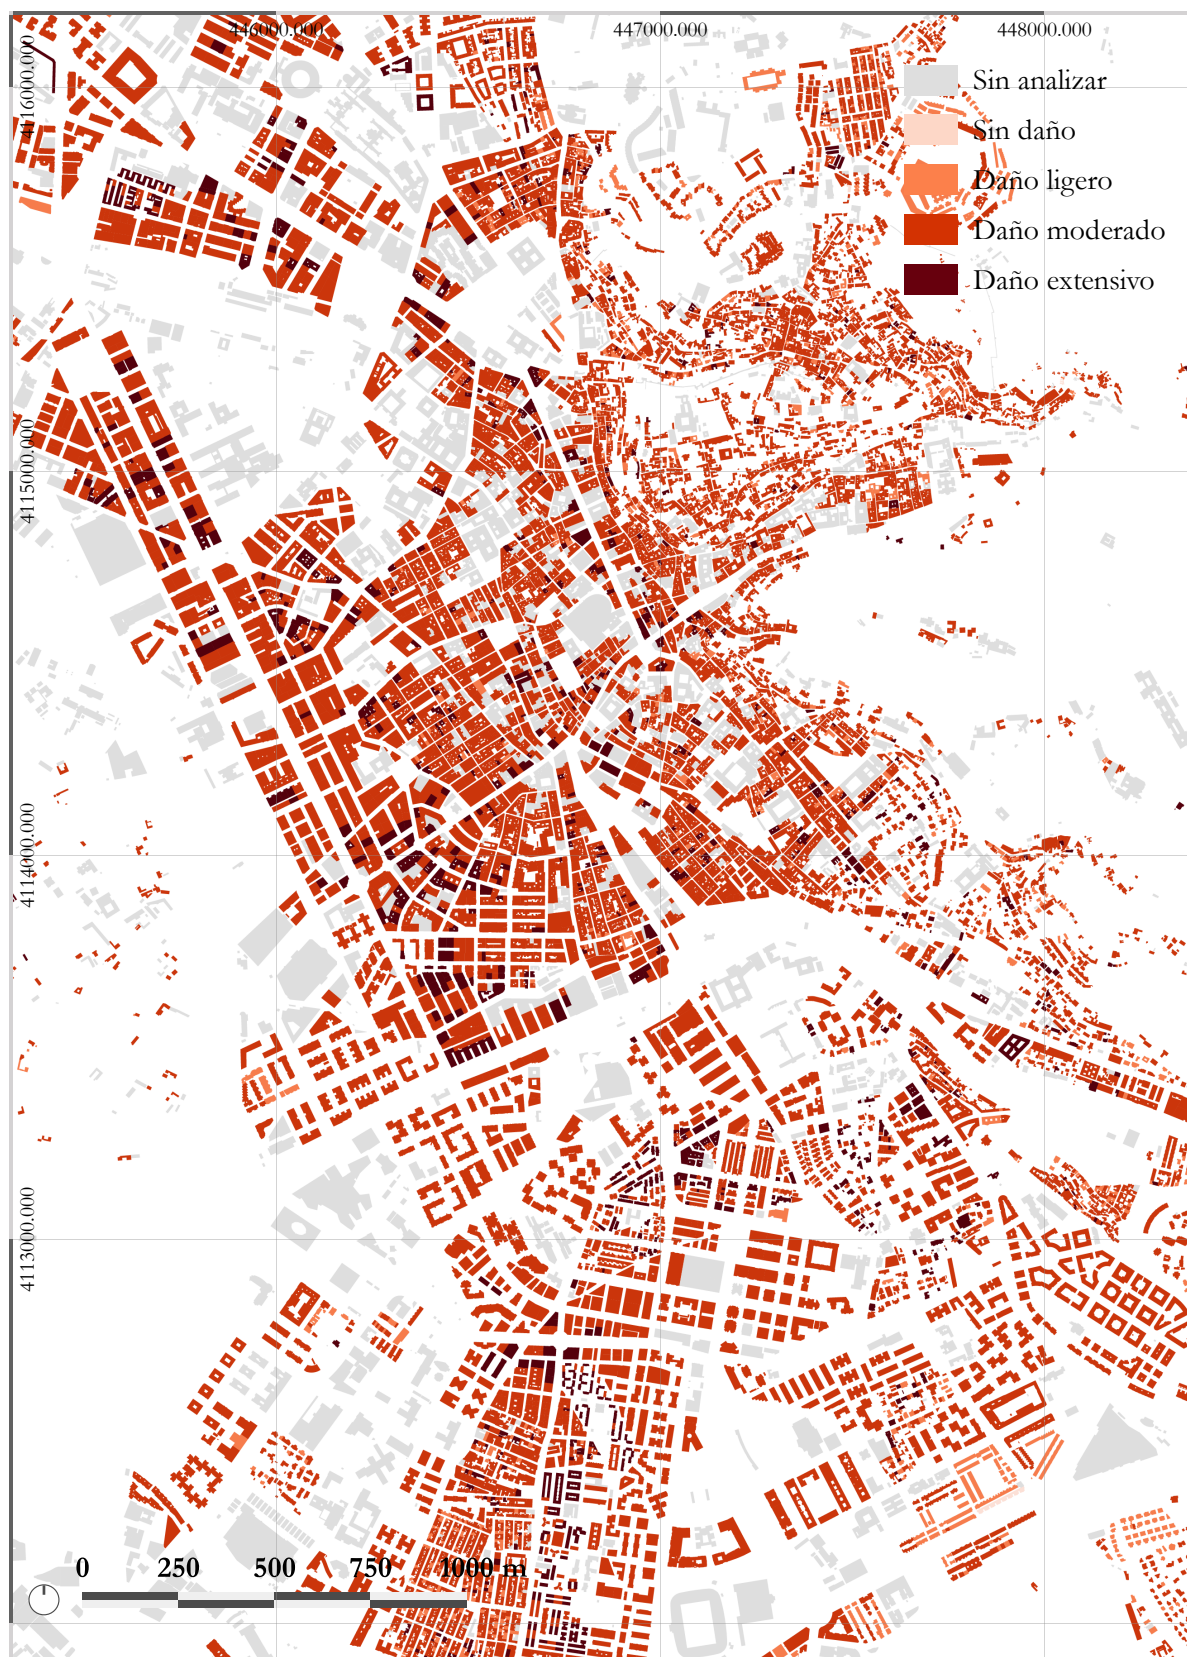 446000.000 447000.000 448000.000
4116000.000
4115000.000
4114000.000
4113000.000
Sin analizar
Sin daño
Daño ligero
Daño moderado
Daño extensivo
0 250 500 750 1000 m